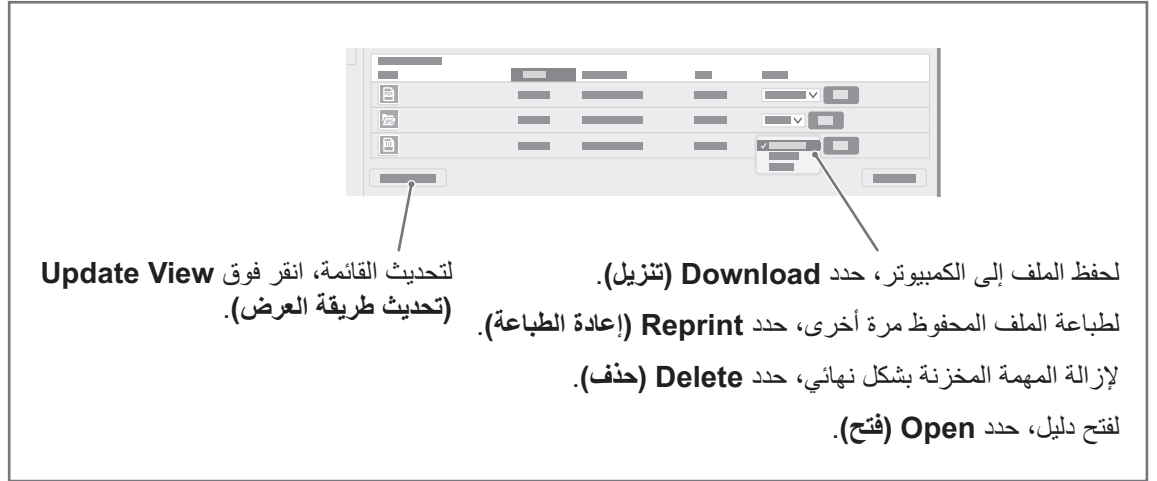 لحفظ الملف إلى الكمبيوتر، حدد Download (تنزيل).
لطباعة الملف المحفوظ مرة أخرى، حدد Reprint (إعادة الطباعة).
لإزالة المهمة المخزنة بشكل نهائي، حدد Delete (حذف).
لفتح دليل، حدد Open (فتح).
لتحديث القائمة، انقر فوق Update View
(تحديث طريقة العرض).